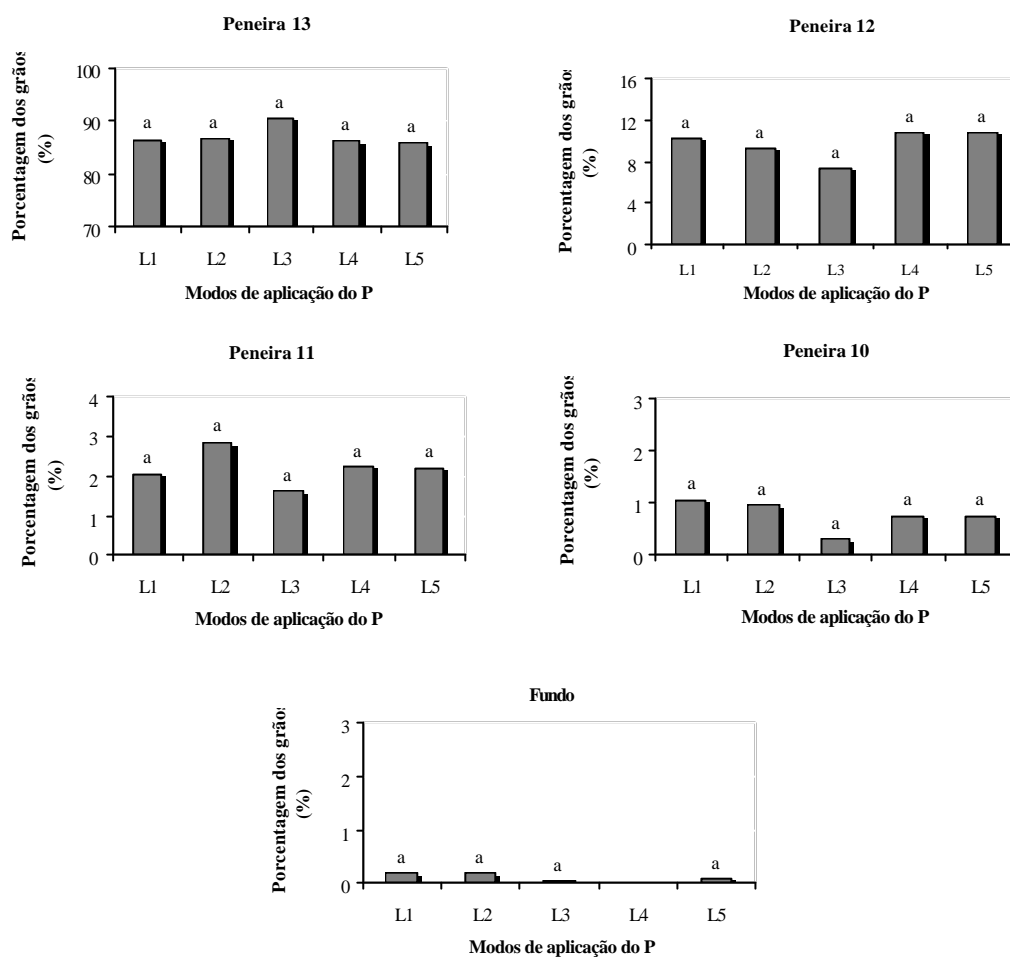 Peneira 13
Porcentagem dos grãos
(%)
100
90
80
70
a a a a a
L1 L2 L3 L4 L5
Modos de aplicação do P
Peneira 12
Porcentagem dos grãos
(%)
16
12
8
4
0
a a a a a
L1 L2 L3 L4 L5
Modos de aplicação do P
Peneira 11
Porcentagem dos grãos
(%)
4
3
2
1
0
a a a a a
L1 L2 L3 L4 L5
Modos de aplicação do P
Peneira 10
Porcentagem dos grãos
(%)
3
2
1
0
a a a a a
L1 L2 L3 L4 L5
Modos de aplicação do P
Fundo
Porcentagem dos grãos
(%)
3
2
1
0
a a a a
L1 L2 L3 L4 L5
Modos de aplicação do P